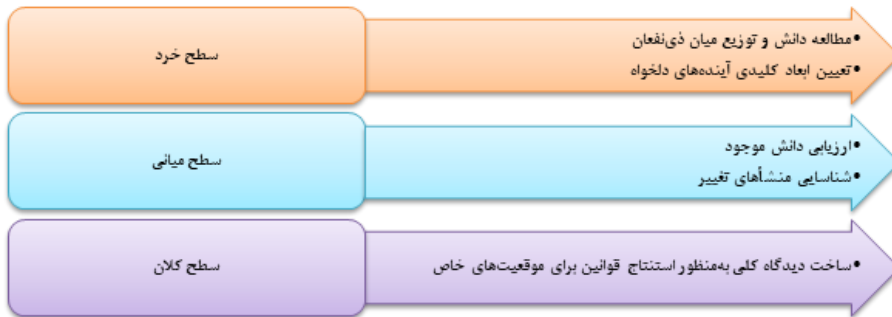 سطح خرد
•مطالعه دانش و توزیع میان ذی‌نفعان
•تعیین ابعاد کلیدی آینده‌های دلخواه
سطح میانی
•ارزیابی دانش موجود
•شناسایی منشأهای تغییر
سطح کلان
•ساخت دیدگاه کلی به‌منظور استنتاج قوانین برای موقعیت‌های خاص